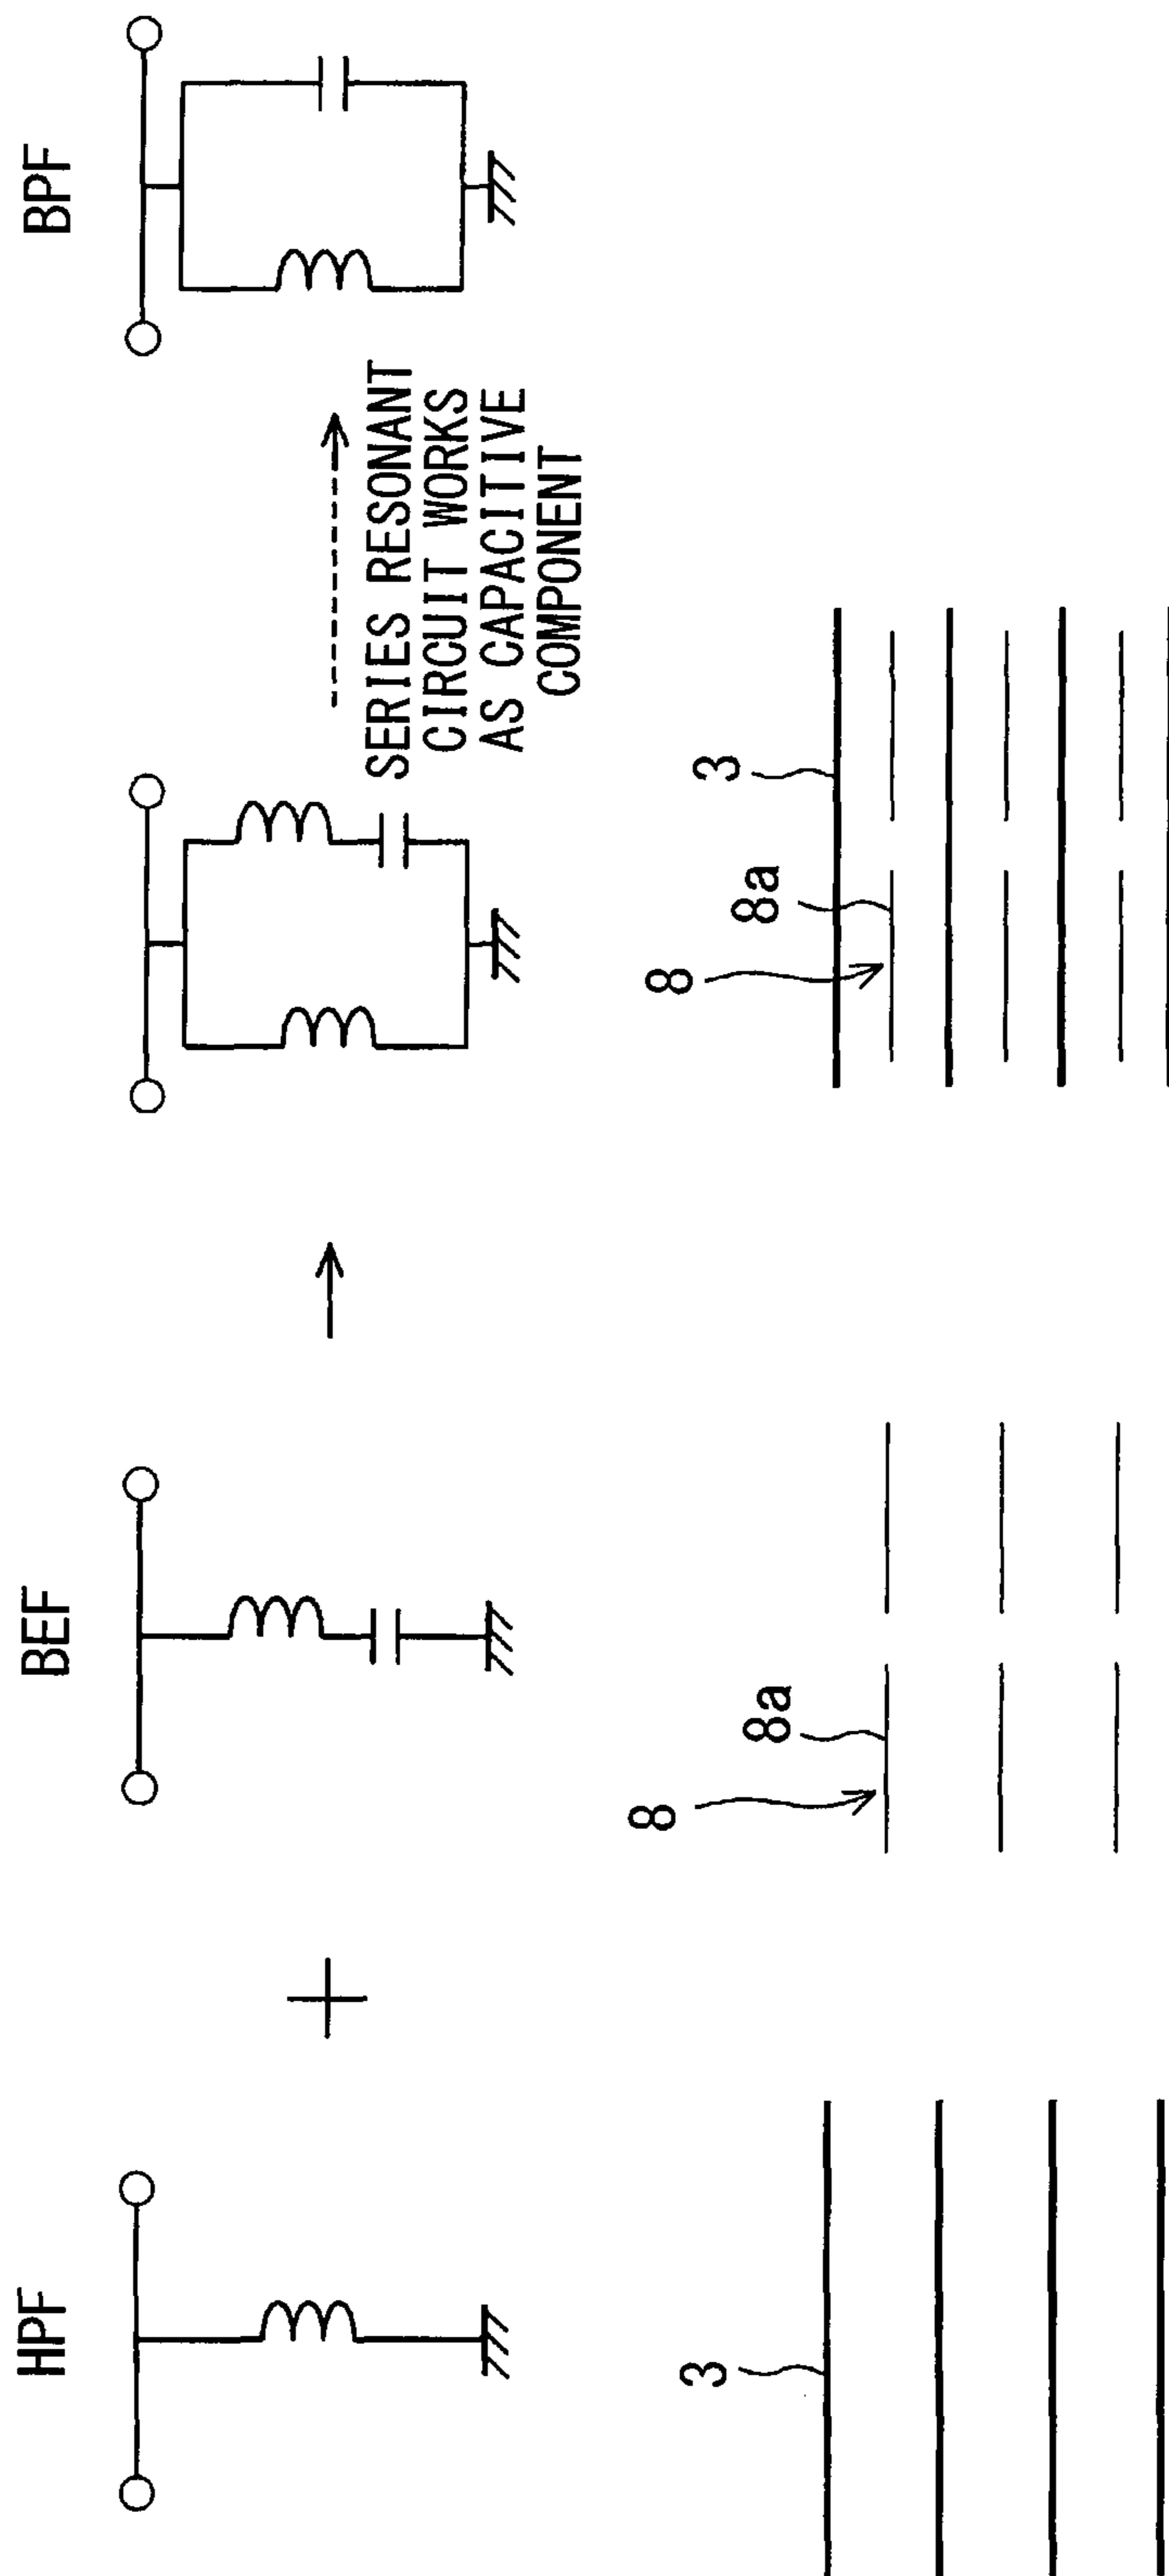 HPF
+
BEF
BPF
SERIES RESONANT
CIRCUIT WORKS
AS CAPACITIVE
COMPONENT
3
8
8a
8
8a
3